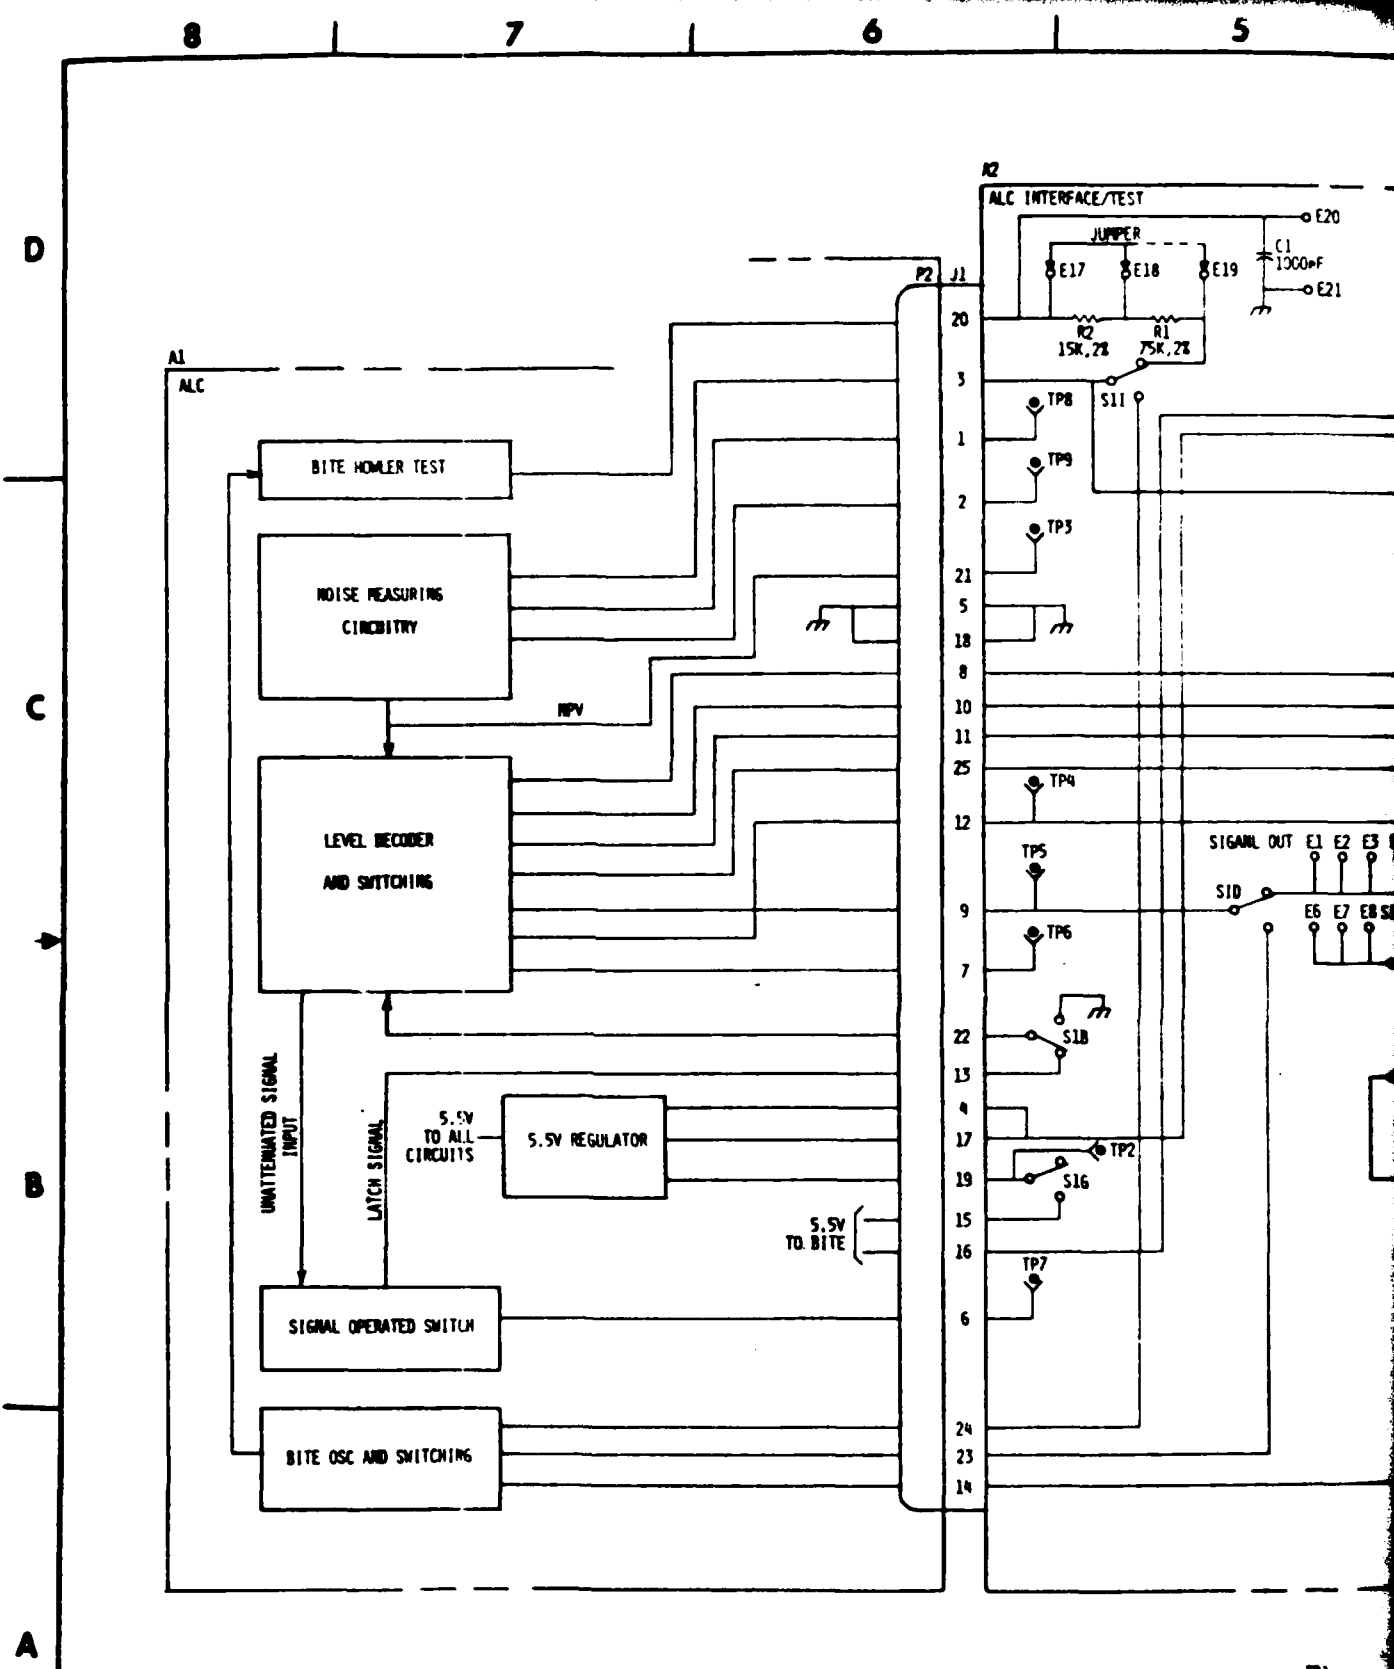 8 7 6 5
D
C
B
A
A2
ALC INTERFACE/TEST
E20
JUMPER
C1
1000PF
E17 E18 E19
E21
P2 J1
20
R2 R1
15K,2% 75K,2%
A1
ALC
3
S1I
TP8
1
BITE HOWLER TEST
TP9
2
TP3
21
NOISE MEASURING
CIRCUITRY
5
18
8
MPV
10
11
25
TP4
12
LEVEL DECODER
AND SWITCHING
SIGANL OUT E1 E2 E3
TP5
S1D
9
E6 E7 E8
TP6
7
22
S1B
13
UNATTENUATED SIGNAL
INPUT
LATCH SIGNAL
5.5V
TO ALL
CIRCUITS
5.5V REGULATOR
4
17
TP2
19
S1G
15
5.5V
TO BITE
16
TP7
SIGNAL OPERATED SWITCH
6
24
BITE OSC AND SWITCHING
23
14